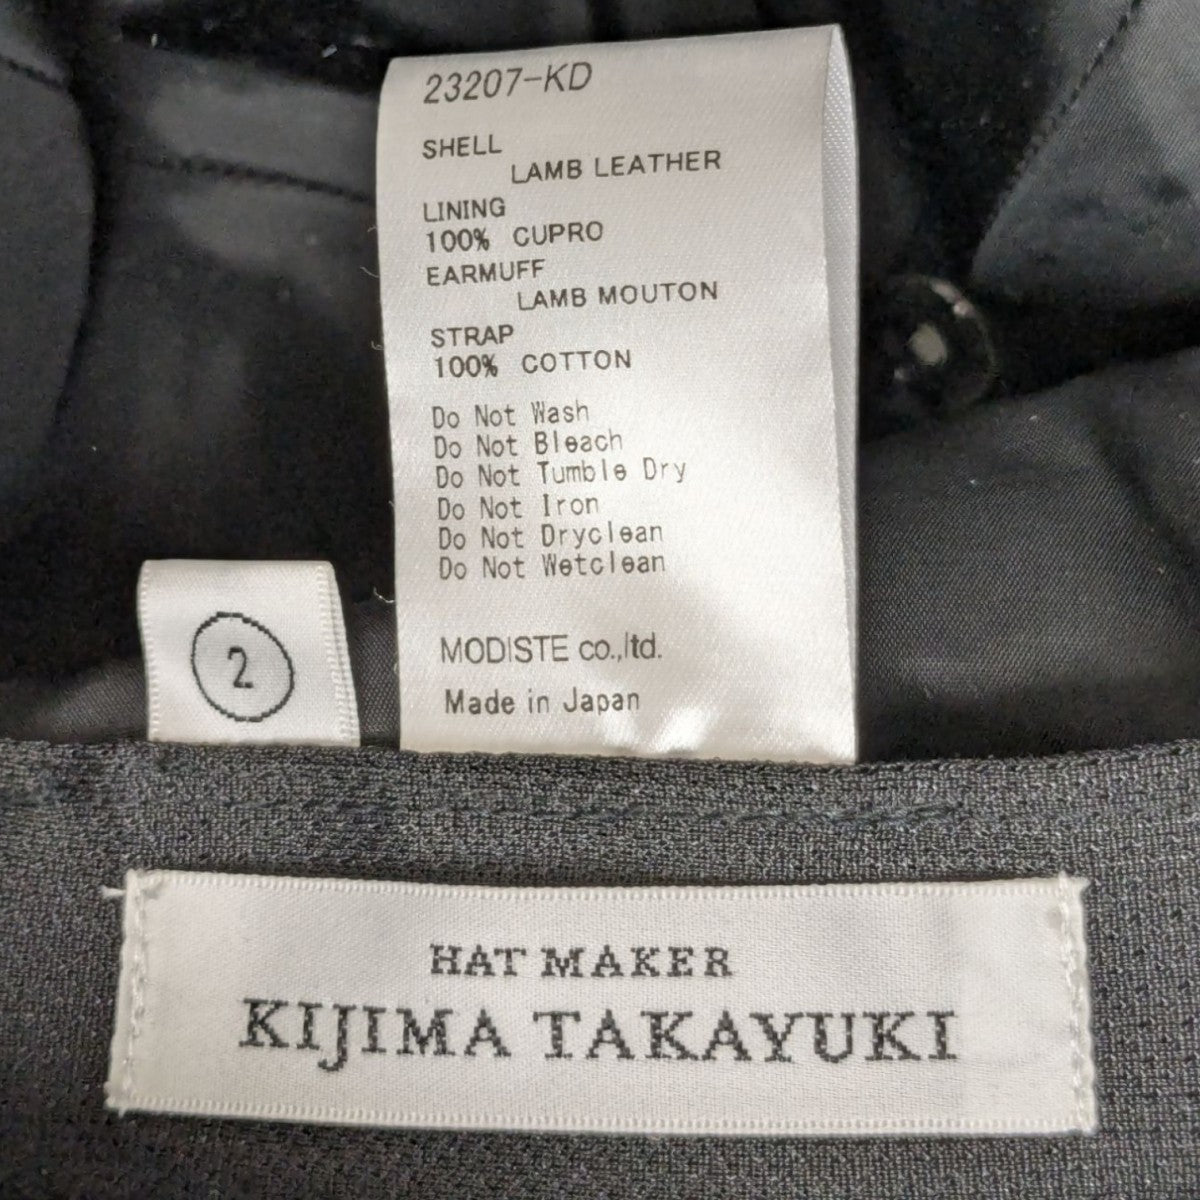 23207-KD
SHELL
LAMB LEATHER
LINING
100% CUPRO
EARMUFF
LAMB MOUTON
STRAP
100% COTTON
Do Not Wash
Do Not Bleach
Do Not Tumble Dry
Do Not Iron
Do Not Dryclean
Do Not Wetclean
MODISTE co.,ltd.
Made in Japan
2
HAT MAKER
KIJIMA TAKAYUKI